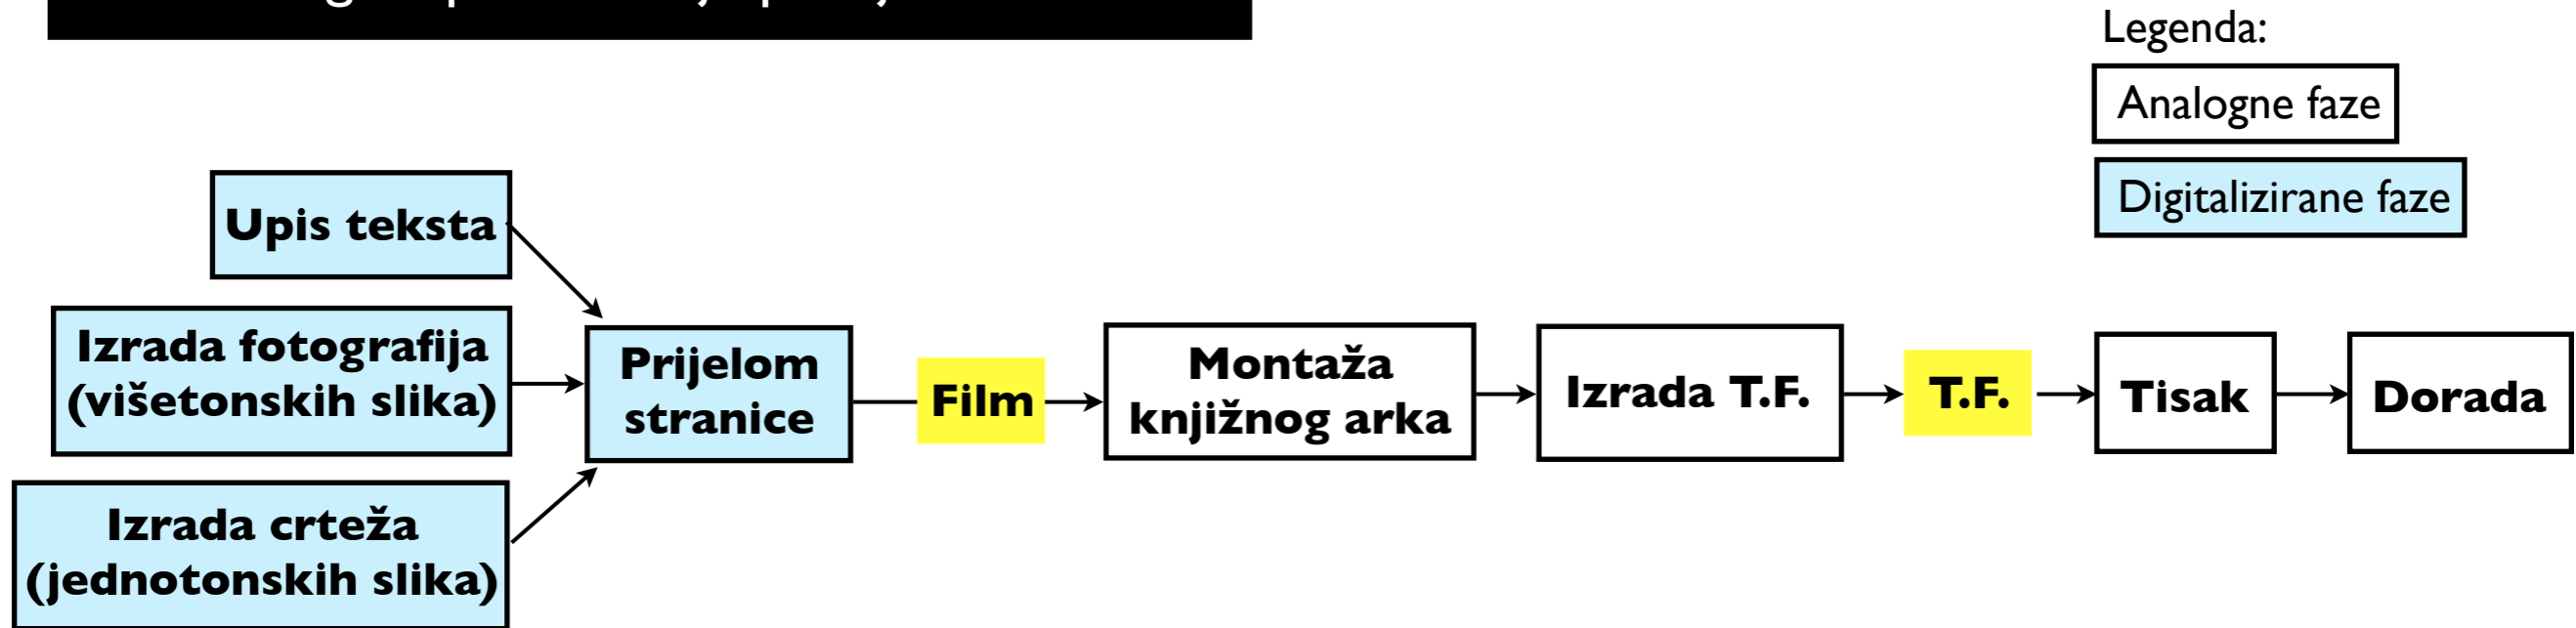 Legenda:
Analogne faze
Digitalizirane faze
Upis teksta
Izrada fotografija
(višetonskih slika)
Izrada crteža
(jednotonskih slika)
Prijelom
stranice
Film
Montaža
knjižnog arka
Izrada T.F.
T.F.
Tisak
Dorada